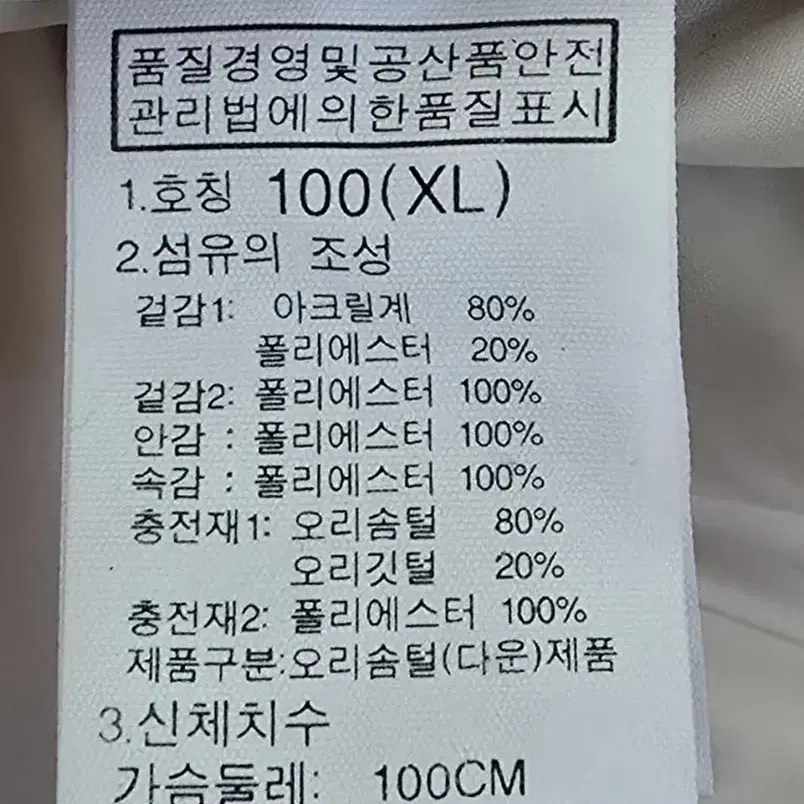 품질경영및공산품안전
관리법에의한품질표시
1.호칭 100(XL)
2.섬유의 조성
겉감1: 아크릴계 80%
폴리에스터 20%
겉감2: 폴리에스터 100%
안감 : 폴리에스터 100%
속감 : 폴리에스터 100%
충전재1: 오리솜털 80%
오리깃털 20%
충전재2: 폴리에스터 100%
제품구분:오리솜털(다운)제품
3.신체치수
가슴둘레: 100CM